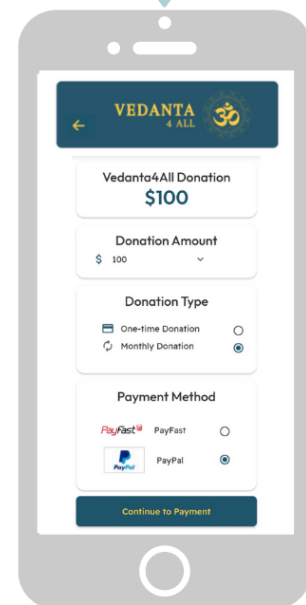 VEDANTA
4 ALL
ॐ
Vedanta4All Donation
$100
Donation Amount
$ 100
Donation Type
One-time Donation
Monthly Donation
Payment Method
PayFast PayFast
PayPal PayPal
Continue to Payment